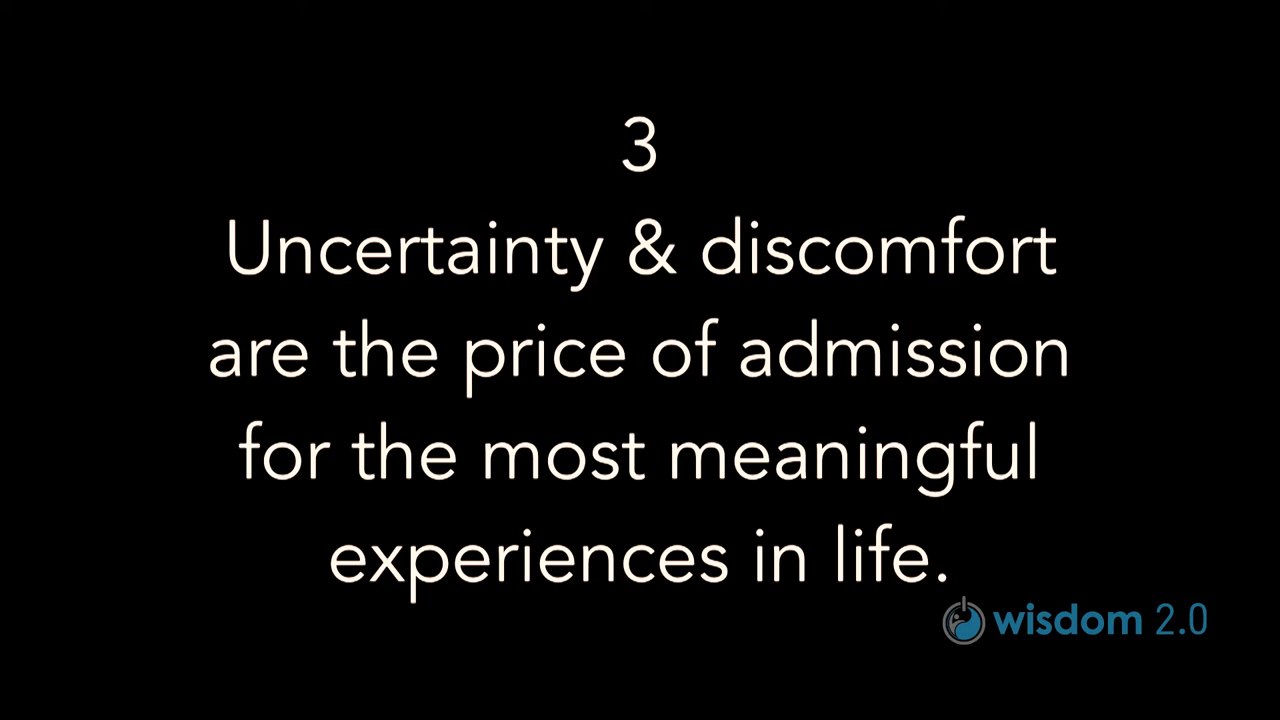 3
Uncertainty & discomfort
are the price of admission
for the most meaningful
experiences in life.
wisdom 2.0